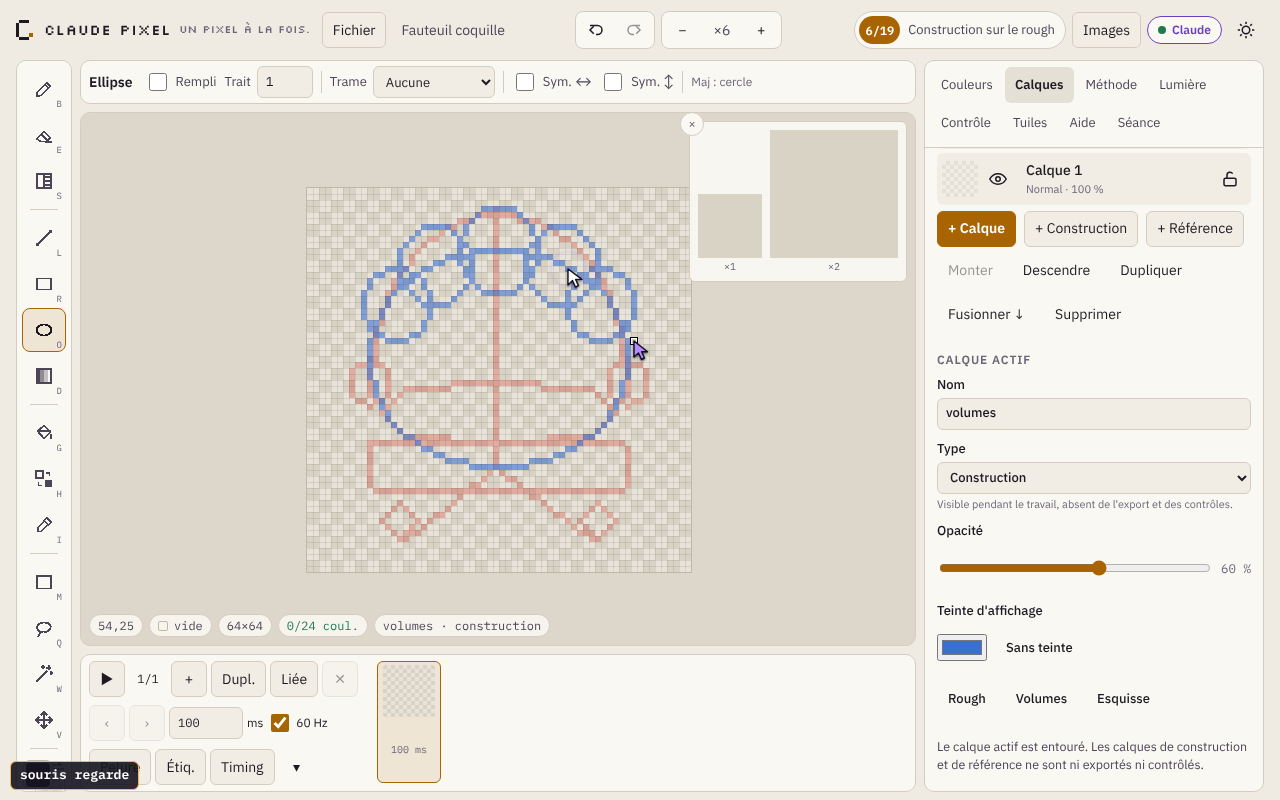 CLAUDE PIXEL UN PIXEL À LA FOIS. Fichier Fauteuil coquille − ×6 + 6/19 Construction sur le rough Images Claude
Ellipse Rempli Trait 1 Trame Aucune Sym. ↔ Sym. ↕ Maj : cercle
B
E
S
L
R
O
D
G
H
I
M
Q
W
V
×
×1 ×2
54,25 vide 64×64 0/24 coul. volumes · construction
1/1 + Dupl. Liée ✕
‹ › 100 ms 60 Hz
Étiq. Timing ▼
100 ms
souris regarde
Couleurs Calques Méthode Lumière
Contrôle Tuiles Aide Séance
Calque 1
Normal · 100 %
+ Calque + Construction + Référence
Monter Descendre Dupliquer
Fusionner ↓ Supprimer
CALQUE ACTIF
Nom
volumes
Type
Construction
Visible pendant le travail, absent de l'export et des contrôles.
Opacité
60 %
Teinte d'affichage
Sans teinte
Rough Volumes Esquisse
Le calque actif est entouré. Les calques de construction
et de référence ne sont ni exportés ni contrôlés.